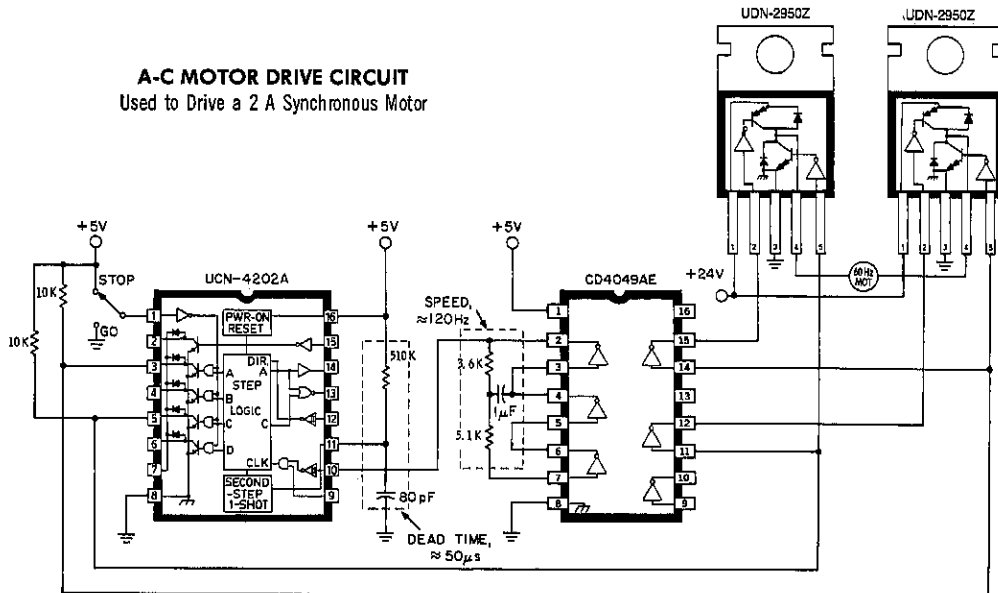 UDN-2950Z
UDN-2950Z
A-C MOTOR DRIVE CIRCUIT
Used to Drive a 2 A Synchronous Motor
1 2 3 4 5
1 2 3 4 5
60Hz
MOT
+5V
+5V
+5V
+24V
10K
10K
STOP
GO
UCN-4202A
PWR-ON
RESET
DIR.
A
A
STEP
B
LOGIC
C
C
D
CLK
SECOND
-STEP
1-SHOT
1
2
3
4
5
6
7
8
16
15
14
13
12
11
10
9
510K
80pF
DEAD TIME,
≈50µs
SPEED,
≈120Hz
3.6K
1µF
5.1K
CD4049AE
1
2
3
4
5
6
7
8
16
15
14
13
12
11
10
9